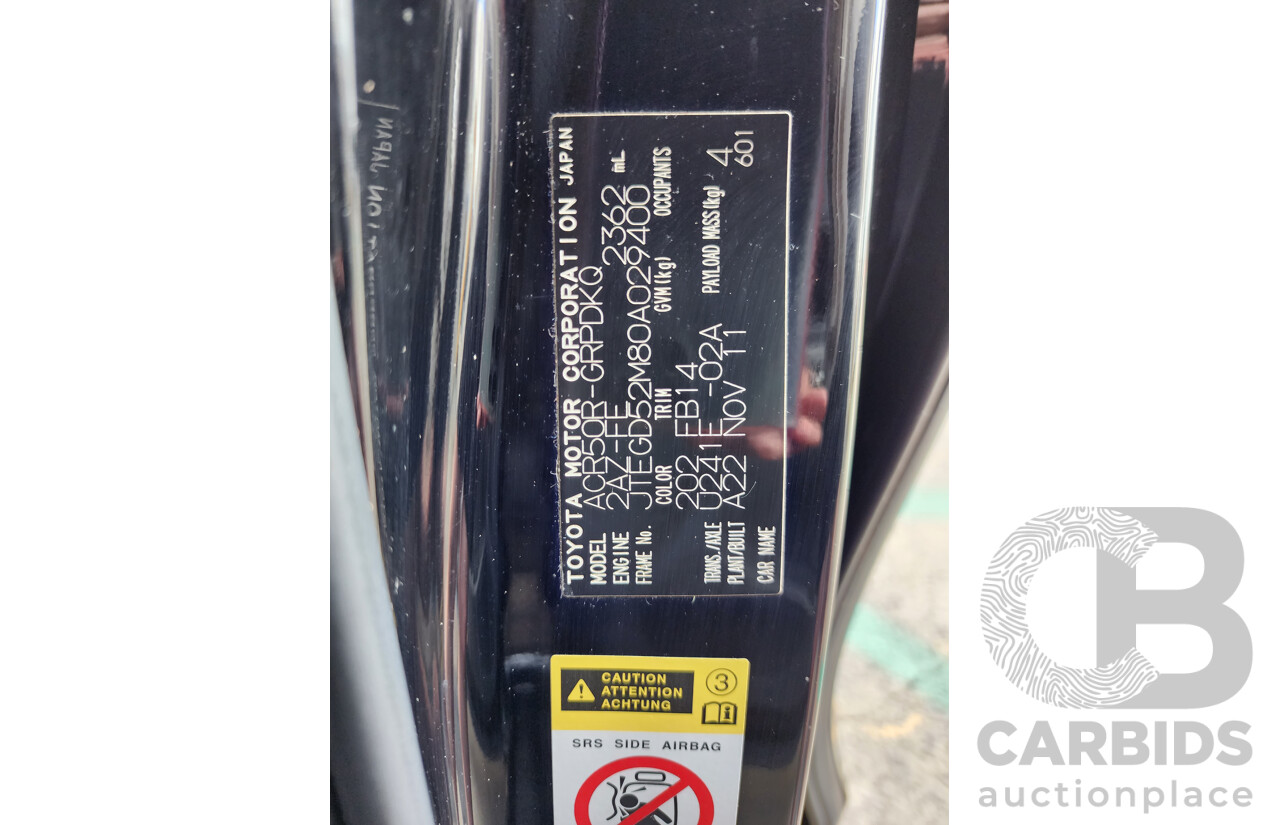 TOYOTA MOTOR CORPORATION JAPAN
MODEL ACR50R-GRPDKQ
ENGINE 2AZ-FE 2362 mL
FRAME No. JTEGD52M80A029400
COLOR TRIM GVM(kg) OCCUPANTS
202 FB14
TRANS./AXLE U241E -02A PAYLOAD MASS(kg) 4
PLANT/BUILT A22 NOV 11 601
CAR NAME
CAUTION
ATTENTION
ACHTUNG
3
SRS SIDE AIRBAG
CB
CARBIDS
auctionplace